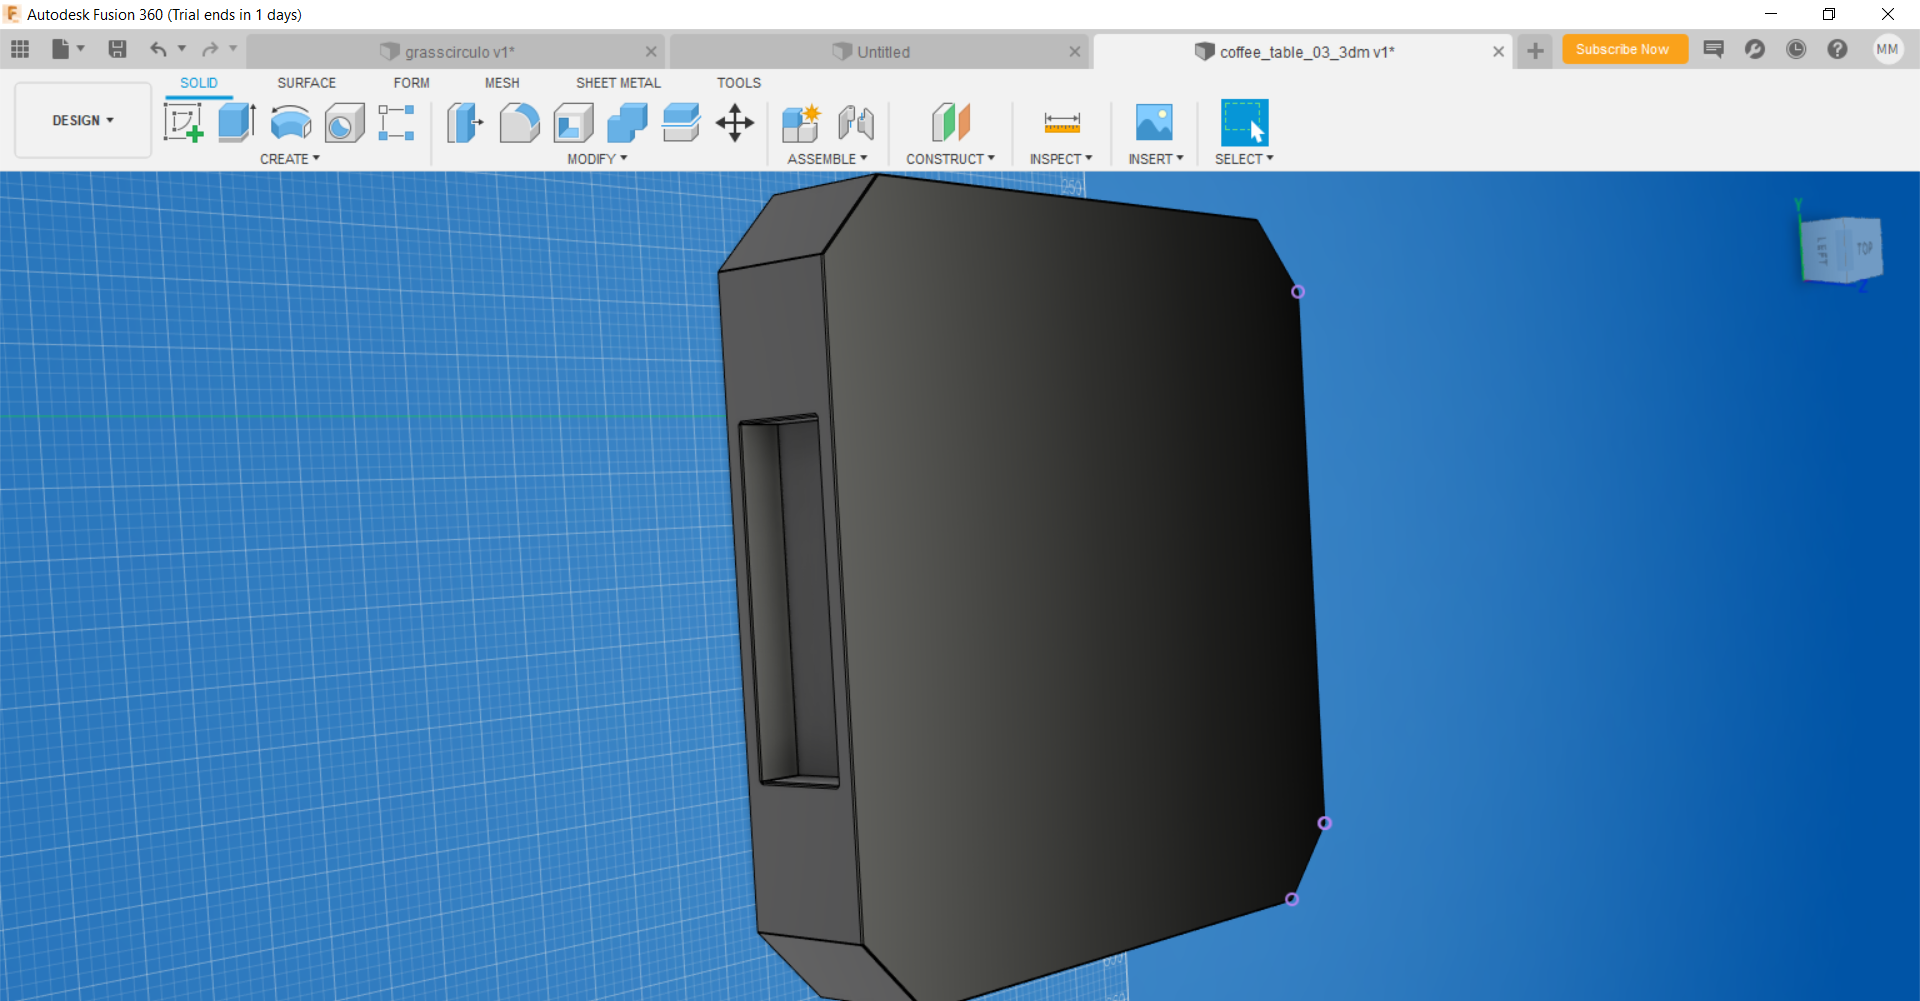 Autodesk Fusion 360 (Trial ends in 1 days)
grasscirculo v1*
Untitled
coffee_table_03_3dm v1*
Subscribe Now
MM
SOLID
SURFACE
FORM
MESH
SHEET METAL
TOOLS
DESIGN
CREATE
MODIFY
ASSEMBLE
CONSTRUCT
INSPECT
INSERT
SELECT
250
Y
LEFT
TOP
Z